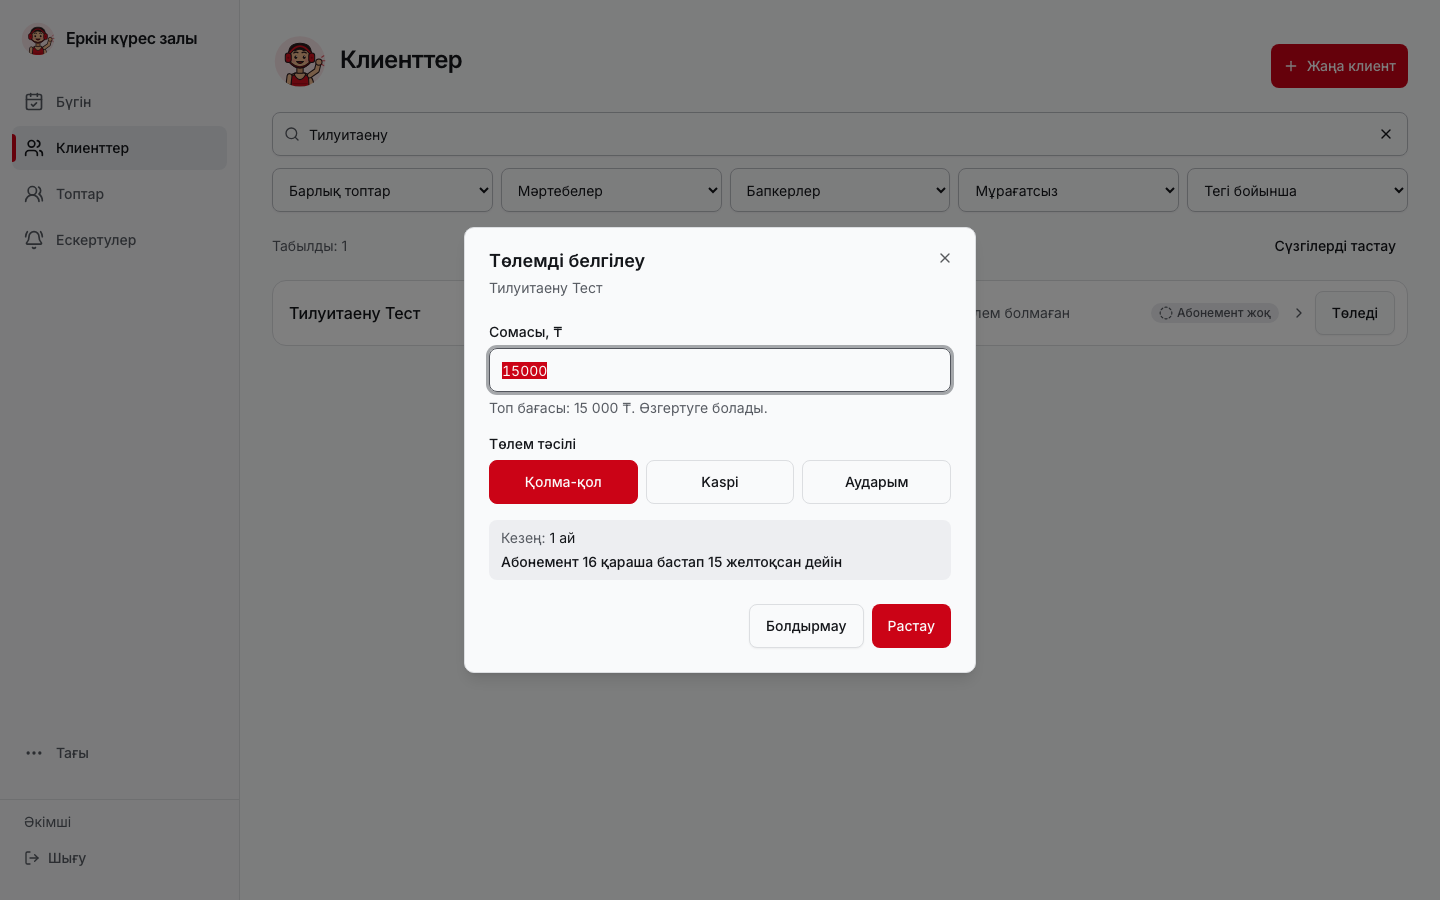 Еркін күрес залы
Бүгін
Клиенттер
Топтар
Ескертулер
Тағы
Әкімші
Шығу
Клиенттер
Жаңа клиент
Тилуитаену
Барлық топтар
Мәртебелер
Бапкерлер
Мұрағатсыз
Тегі бойынша
Табылды: 1
Сүзгілерді тастау
Тилуитаену Тест
болмаған
Абонемент жоқ
Төледі
Төлемді белгілеу
Тилуитаену Тест
Сомасы, ₸
15000
Топ бағасы: 15 000 ₸. Өзгертуге болады.
Төлем тәсілі
Қолма-қол
Kaspi
Аударым
Кезең: 1 ай
Абонемент 16 қараша бастап 15 желтоқсан дейін
Болдырмау
Растау